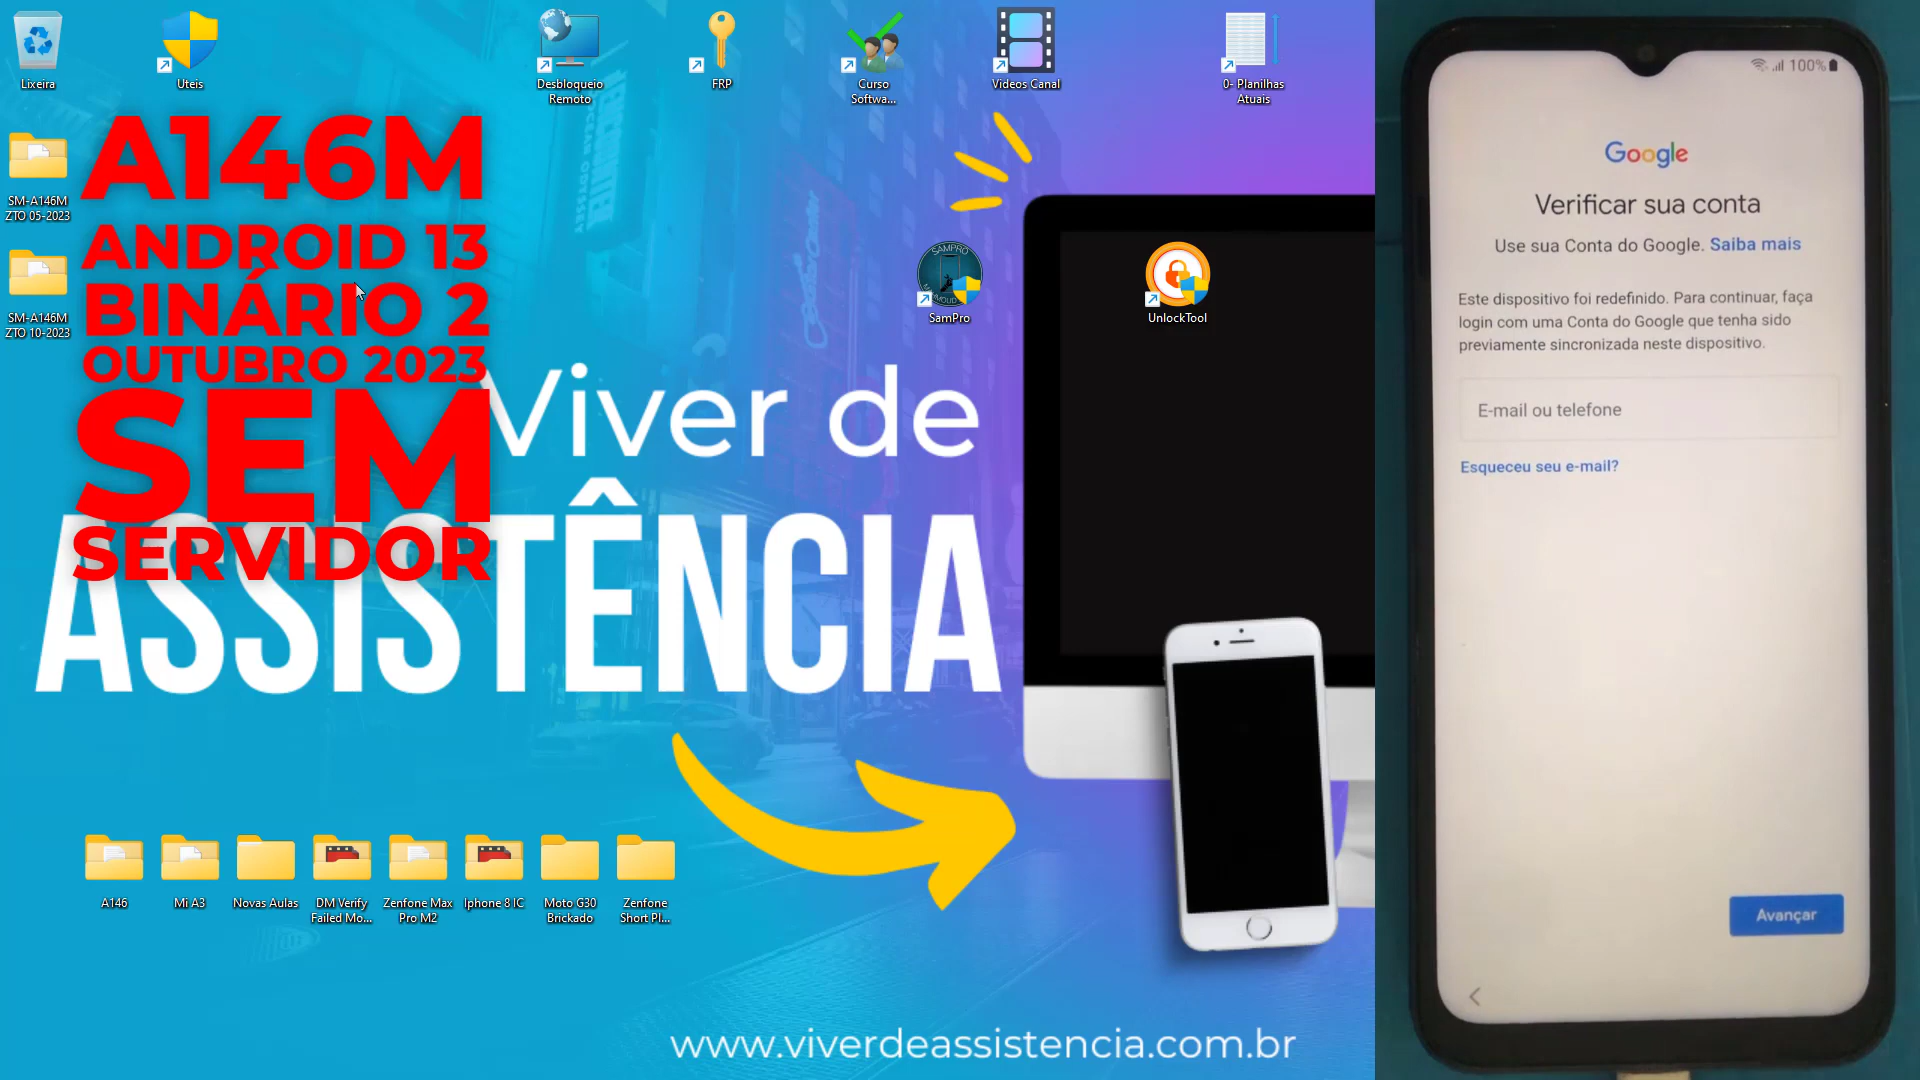 Lixeira
Uteis
Desbloqueio
Remoto
FRP
Curso
Softwa...
Videos Canal
0- Planilhas
Atuais
SM-A146M
ZTO 05-2023
SM-A146M
ZTO 10-2023
A146M
ANDROID 13
BINÁRIO 2
OUTUBRO 2023
SEM
SERVIDOR
SAMPRO
SamPro
UnlockTool
Viver de
ASSISTÊNCIA
A146
Mi A3
Novas Aulas
DM Verify
Failed Mo...
Zenfone Max
Pro M2
Iphone 8 IC
Moto G30
Brickado
Zenfone
Short Pl...
www.viverdeassistencia.com.br
100%
Google
Verificar sua conta
Use sua Conta do Google. Saiba mais
Este dispositivo foi redefinido. Para continuar, faça
login com uma Conta do Google que tenha sido
previamente sincronizada neste dispositivo.
E-mail ou telefone
Esqueceu seu e-mail?
Avançar